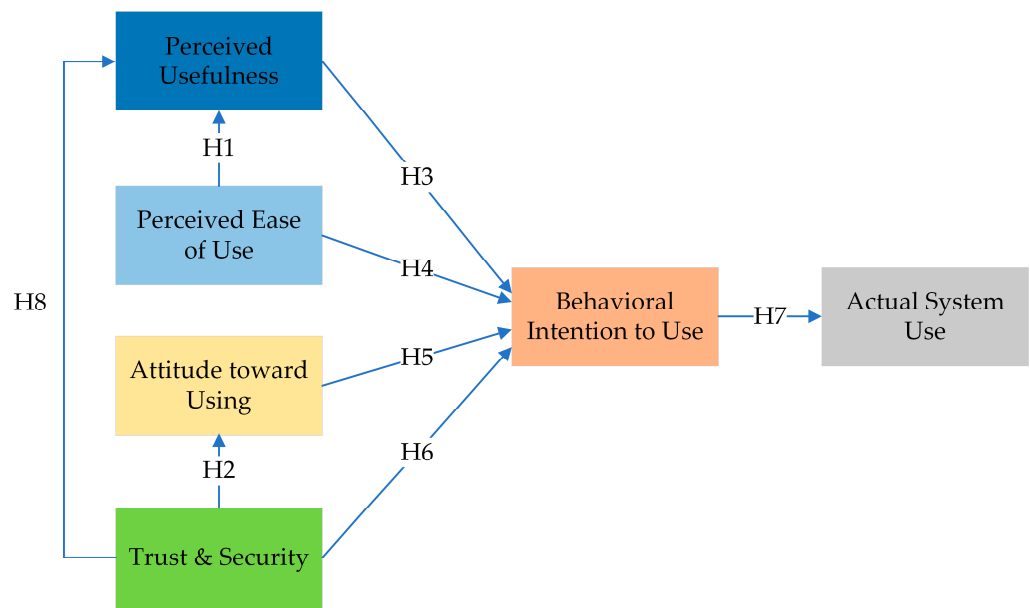 Perceived
Usefulness
H1
H3
Perceived Ease
of Use
H4
H8
Behavioral
Intention to Use
H7
Actual System
Use
Attitude toward
Using
H5
H6
H2
Trust & Security